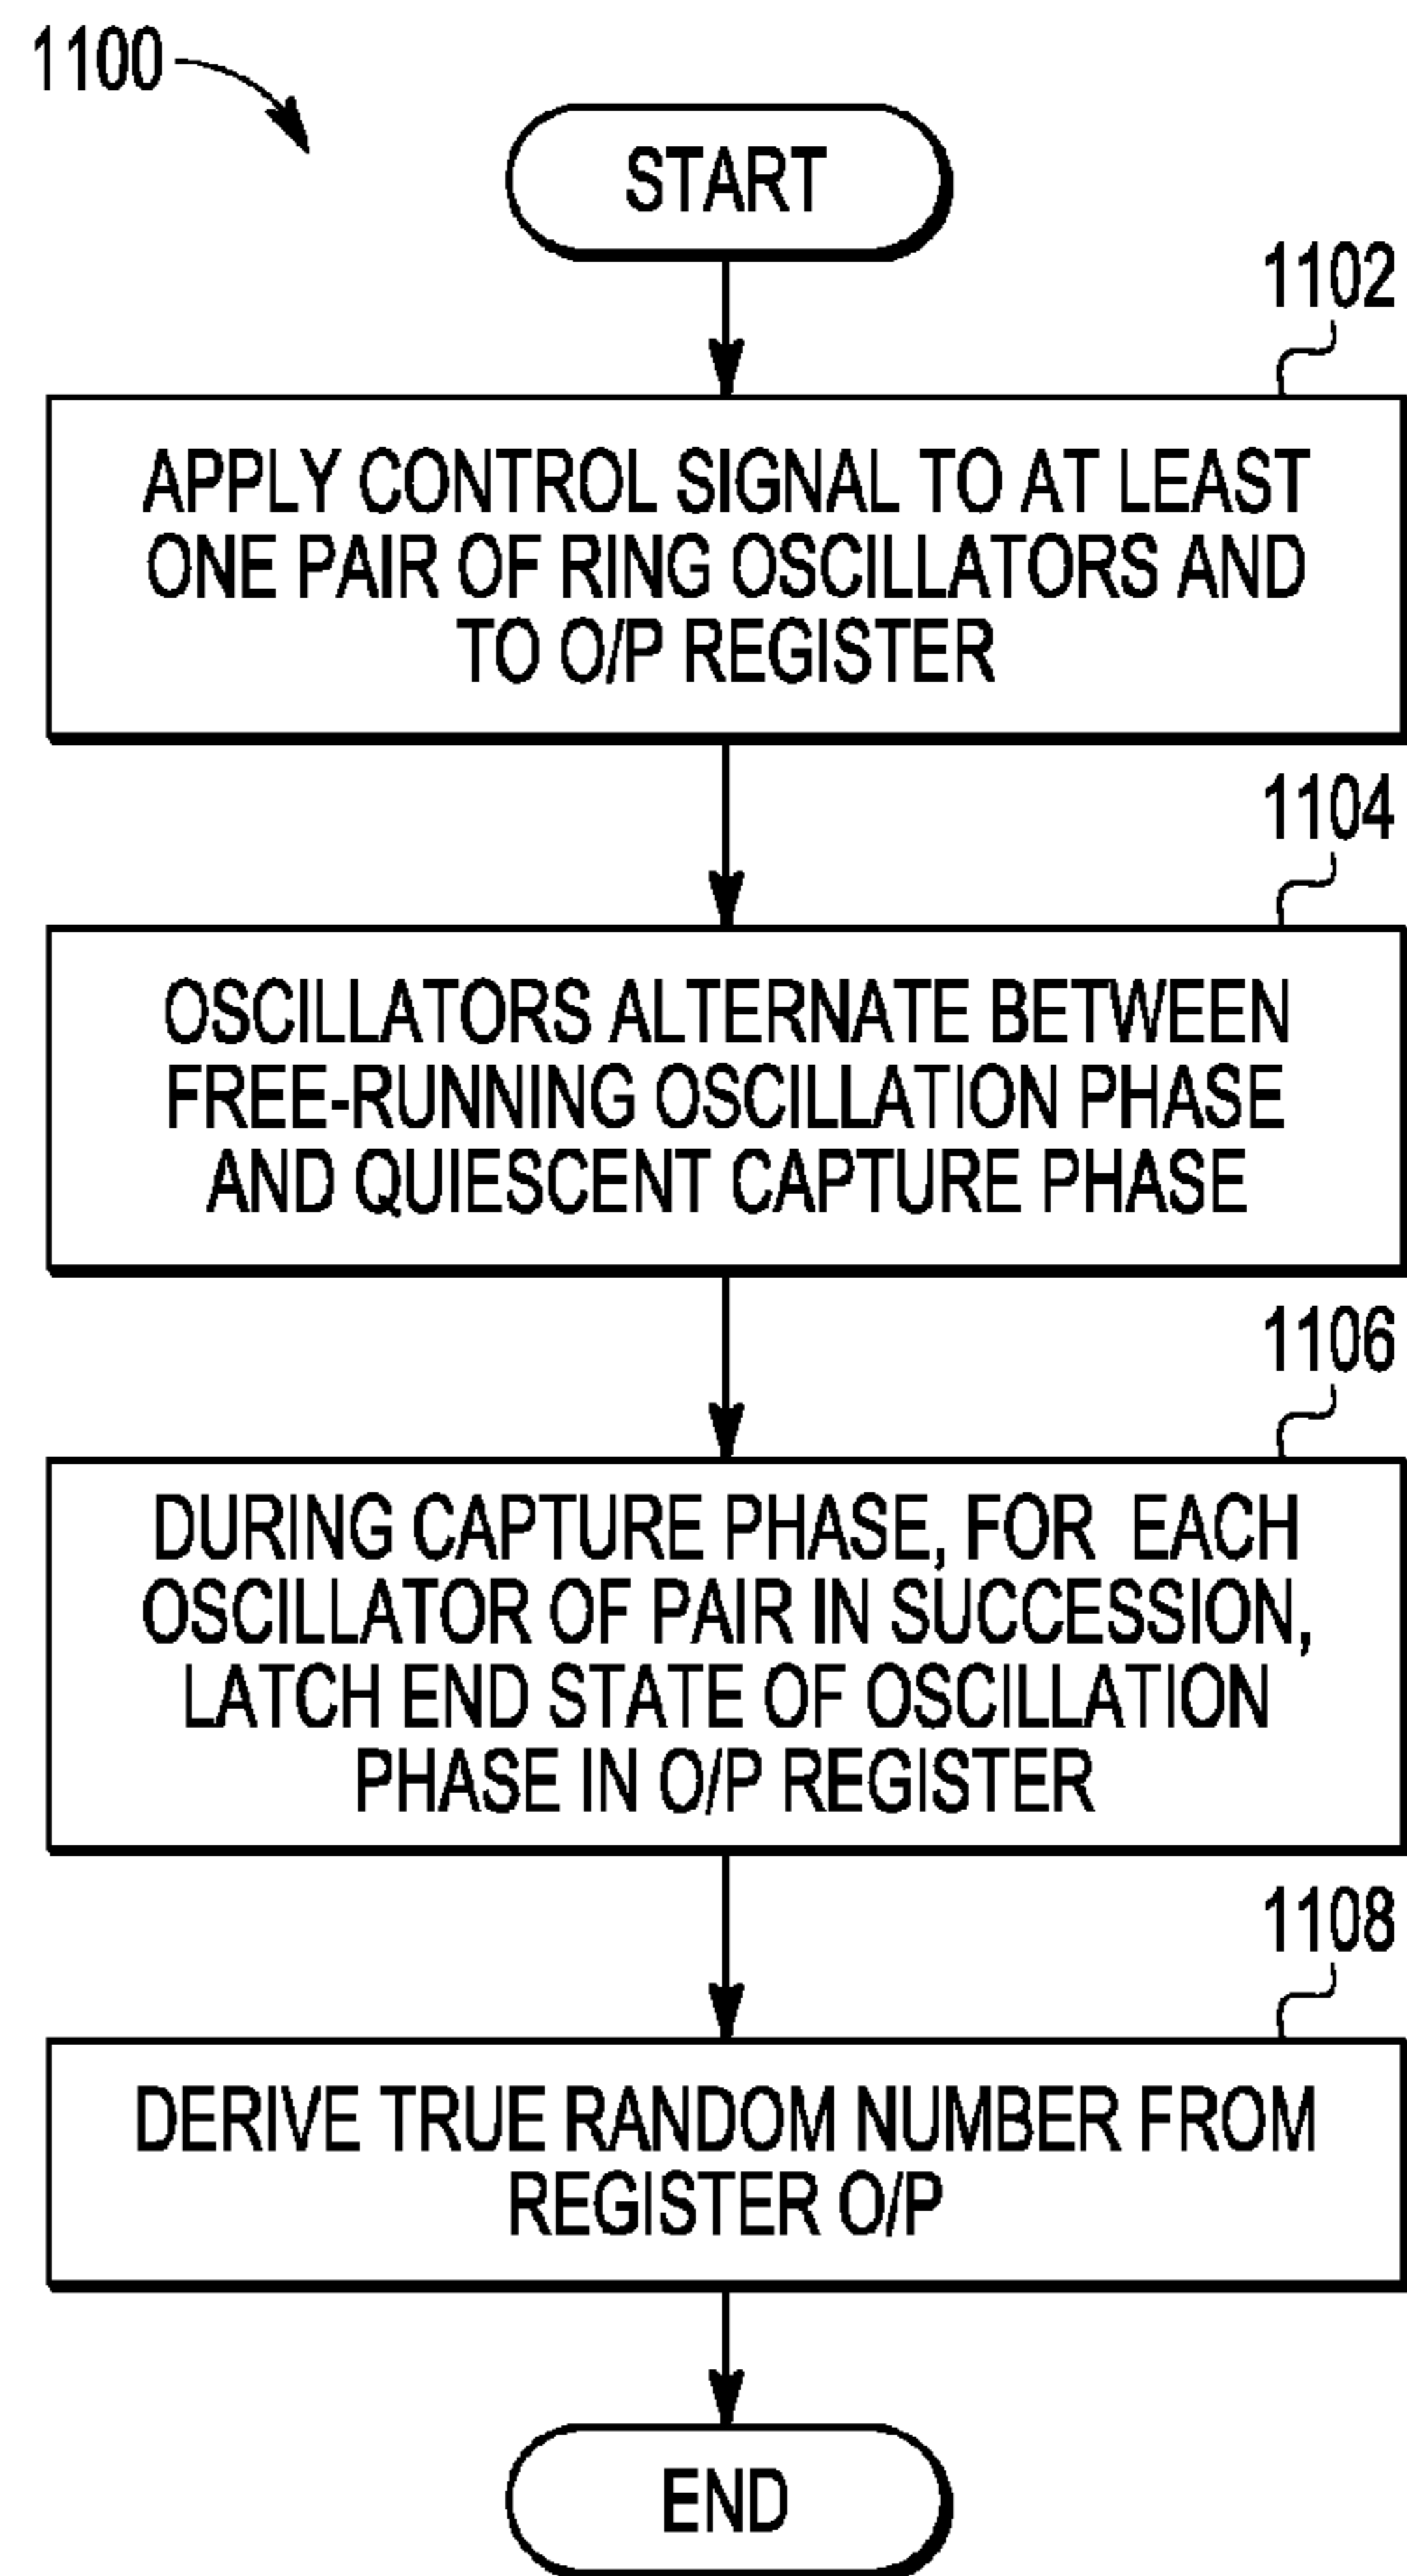 1100
START
1102
APPLY CONTROL SIGNAL TO AT LEAST
ONE PAIR OF RING OSCILLATORS AND
TO O/P REGISTER
1104
OSCILLATORS ALTERNATE BETWEEN
FREE-RUNNING OSCILLATION PHASE
AND QUIESCENT CAPTURE PHASE
1106
DURING CAPTURE PHASE, FOR EACH
OSCILLATOR OF PAIR IN SUCCESSION,
LATCH END STATE OF OSCILLATION
PHASE IN O/P REGISTER
1108
DERIVE TRUE RANDOM NUMBER FROM
REGISTER O/P
END